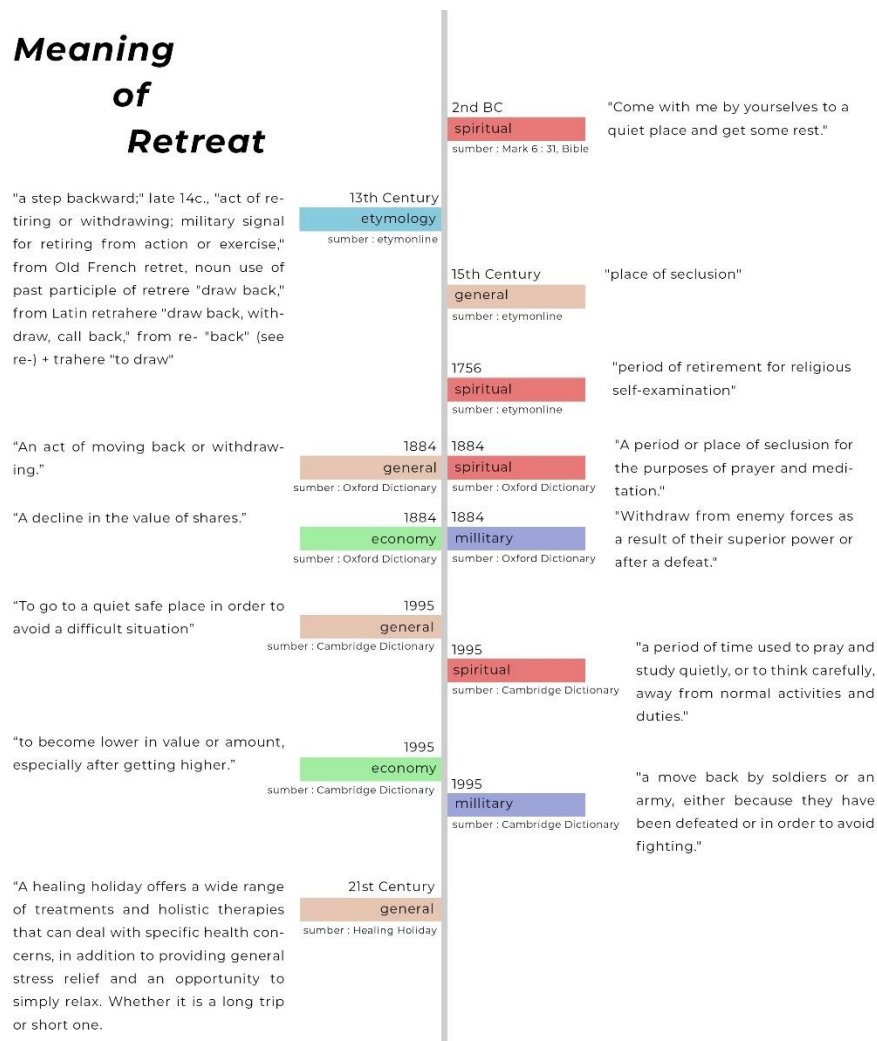 Meaning
of
Retreat
2nd BC
spiritual
sumber : Mark 6 : 31, Bible
"Come with me by yourselves to a
quiet place and get some rest."
"a step backward;" late 14c., "act of re-
tiring or withdrawing; military signal
for retiring from action or exercise,"
from Old French retret, noun use of
past participle of retrere "draw back,"
from Latin retrahere "draw back, with-
draw, call back," from re- "back" (see
re-) + trahere "to draw"
13th Century
etymology
sumber : etymonline
15th Century
general
sumber : etymonline
"place of seclusion"
1756
spiritual
sumber : etymonline
"period of retirement for religious
self-examination"
“An act of moving back or withdraw-
ing.”
1884
general
sumber : Oxford Dictionary
1884
spiritual
sumber : Oxford Dictionary
"A period or place of seclusion for
the purposes of prayer and medi-
tation."
“A decline in the value of shares.”
1884
economy
sumber : Oxford Dictionary
1884
millitary
sumber : Oxford Dictionary
"Withdraw from enemy forces as
a result of their superior power or
after a defeat."
“To go to a quiet safe place in order to
avoid a difficult situation”
1995
general
sumber : Cambridge Dictionary
1995
spiritual
sumber : Cambridge Dictionary
"a period of time used to pray and
study quietly, or to think carefully,
away from normal activities and
duties."
“to become lower in value or amount,
especially after getting higher.”
1995
economy
sumber : Cambridge Dictionary
1995
millitary
sumber : Cambridge Dictionary
"a move back by soldiers or an
army, either because they have
been defeated or in order to avoid
fighting."
“A healing holiday offers a wide range
of treatments and holistic therapies
that can deal with specific health con-
cerns, in addition to providing general
stress relief and an opportunity to
simply relax. Whether it is a long trip
or short one.
21st Century
general
sumber : Healing Holiday